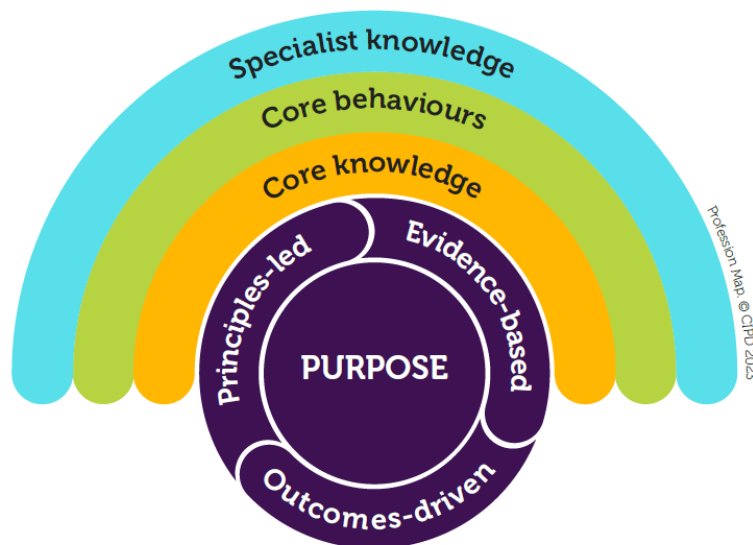 Specialist knowledge
Core behaviours
Core knowledge
Principles-led
Evidence-based
PURPOSE
Outcomes-driven
Profession Map. © CIPD 2023